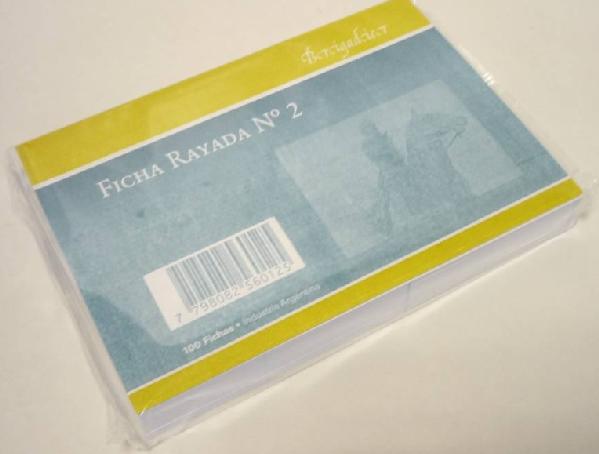 FICHA RAYADA Nº 2
7 798082 560125
100 Fichas • Industria Argentina